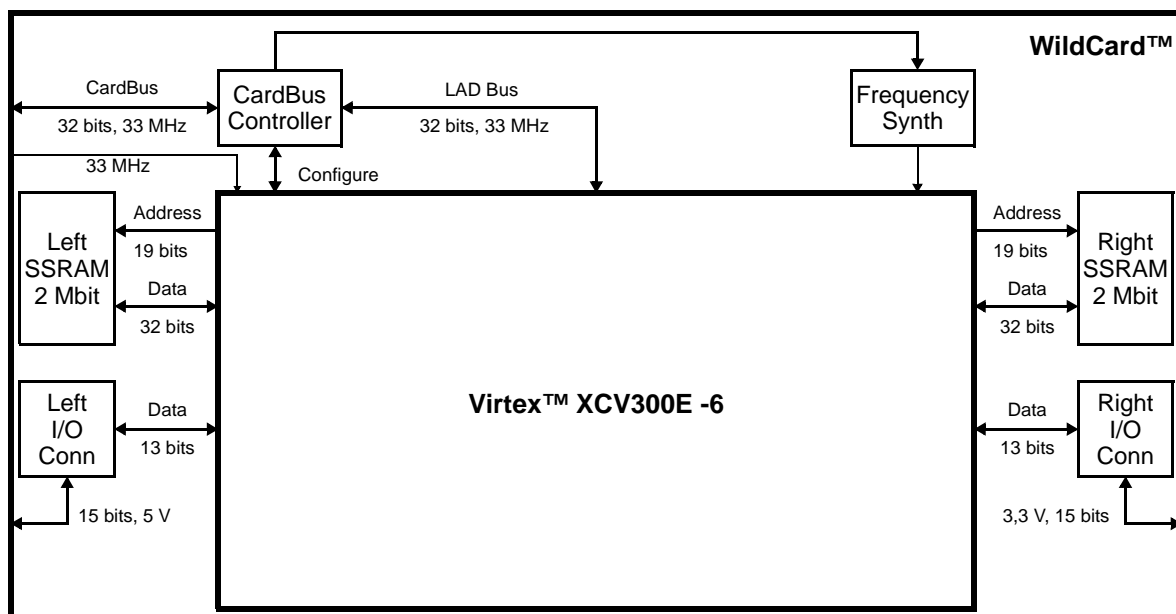 WildCard™
CardBus
32 bits, 33 MHz
CardBus
Controller
LAD Bus
32 bits, 33 MHz
Frequency
Synth
33 MHz
Configure
Left
SSRAM
2 Mbit
Address
19 bits
Data
32 bits
Address
19 bits
Data
32 bits
Right
SSRAM
2 Mbit
Left
I/O
Conn
Data
13 bits
Virtex™ XCV300E -6
Data
13 bits
Right
I/O
Conn
15 bits, 5 V
3,3 V, 15 bits